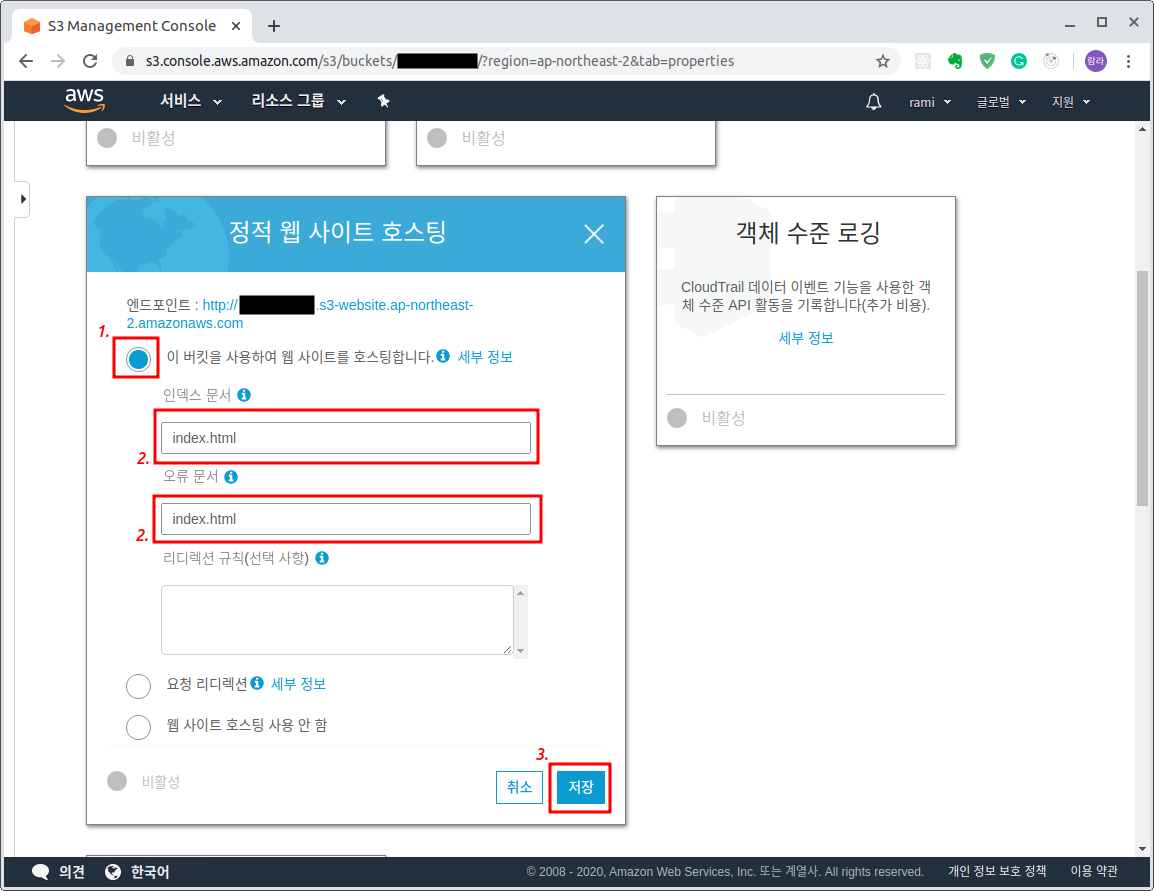 S3 Management Console
s3.console.aws.amazon.com/s3/buckets/ /?region=ap-northeast-2&tab=properties
람라
aws 서비스 리소스 그룹 rami 글로벌 지원
비활성 비활성
정적 웹 사이트 호스팅
엔드포인트 : http:// .s3-website.ap-northeast-
2.amazonaws.com
1.
이 버킷을 사용하여 웹 사이트를 호스팅합니다. 세부 정보
인덱스 문서
index.html
2.
오류 문서
index.html
2.
리디렉션 규칙(선택 사항)
요청 리디렉션 세부 정보
웹 사이트 호스팅 사용 안 함
3.
비활성 취소 저장
객체 수준 로깅
CloudTrail 데이터 이벤트 기능을 사용한 객
체 수준 API 활동을 기록합니다(추가 비용).
세부 정보
비활성
의견 한국어 © 2008 - 2020, Amazon Web Services, Inc. 또는 계열사. All rights reserved. 개인 정보 보호 정책 이용 약관